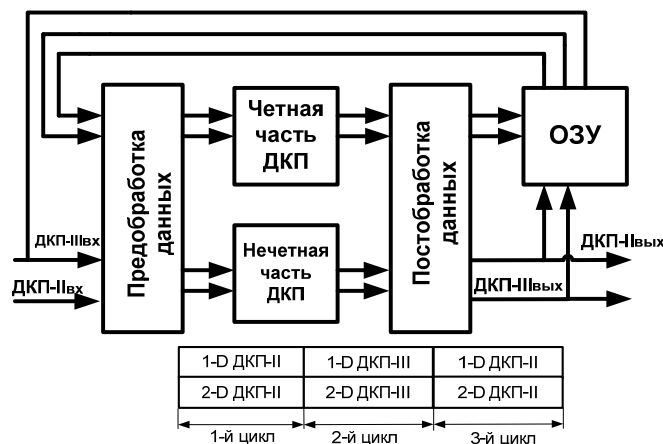 Четная
часть
ДКП
ОЗУ
Предобработка
данных
Постобработка
данных
ДКП-IIIвх
ДКП-IIвх
Нечетная
часть
ДКП
ДКП-IIвых
ДКП-IIIвых
1-D ДКП-II 1-D ДКП-III 1-D ДКП-II
2-D ДКП-II 2-D ДКП-III 2-D ДКП-II
1-й цикл 2-й цикл 3-й цикл